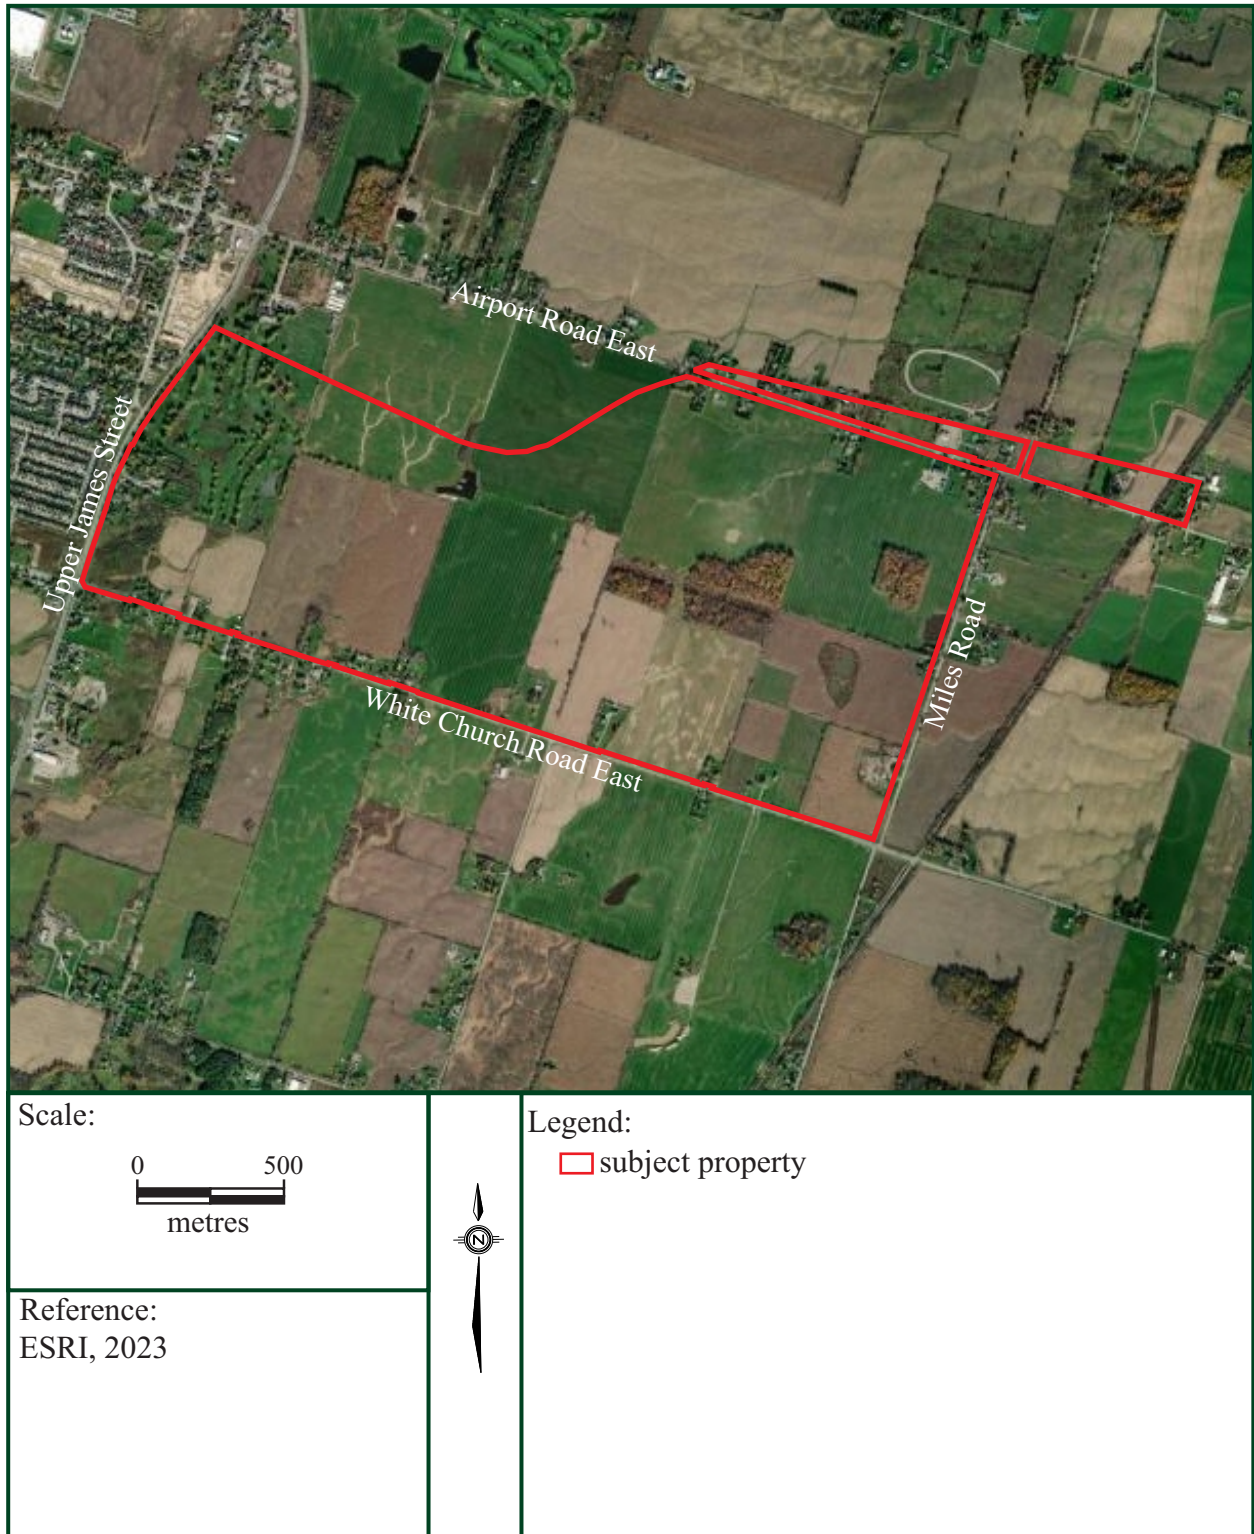 Airport Road East
Upper James Street
Miles Road
White Church Road East
Scale:
0 500
metres
N
Legend:
subject property
Reference:
ESRI, 2023